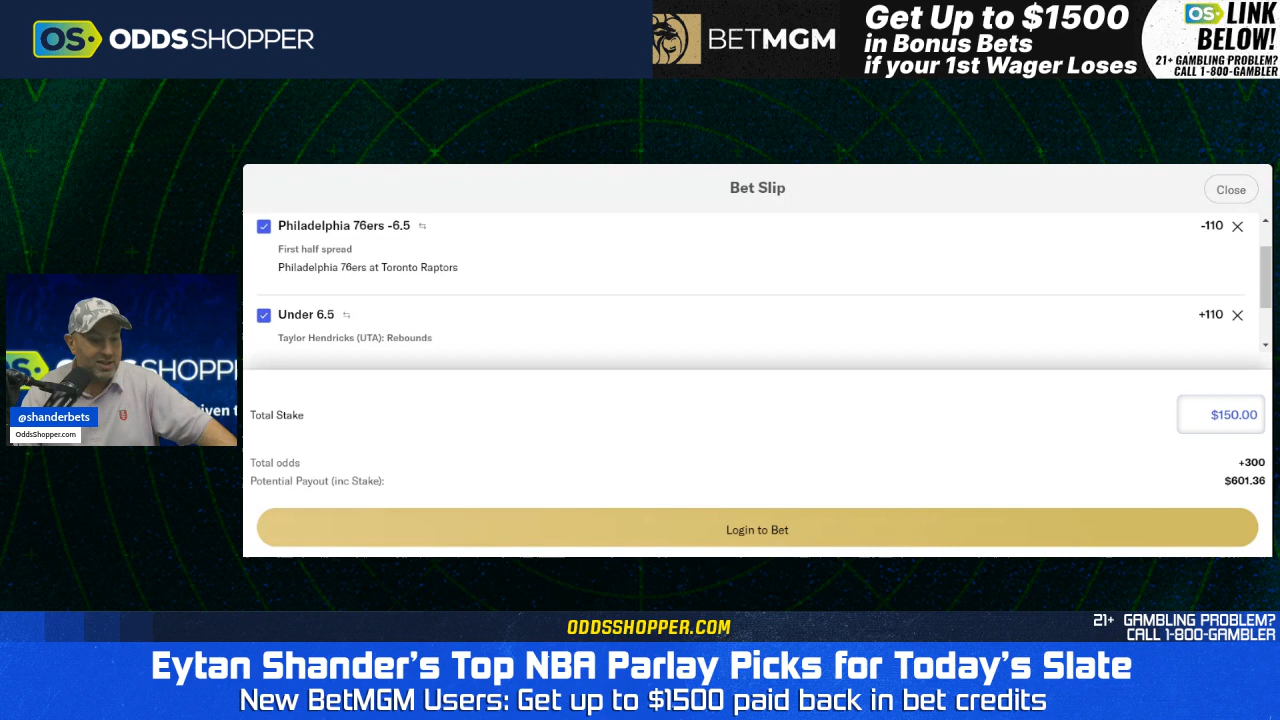 OS ODDSSHOPPER
BETMGM
Get Up to $1500
in Bonus Bets
if your 1st Wager Loses
OS LINK
BELOW!
21+ GAMBLING PROBLEM?
CALL 1-800-GAMBLER
Bet Slip
Close
Philadelphia 76ers -6.5
-110
First half spread
Philadelphia 76ers at Toronto Raptors
Under 6.5
+110
Taylor Hendricks (UTA): Rebounds
Total Stake
$150.00
Total odds
+300
Potential Payout (inc Stake):
$601.36
Login to Bet
@shanderbets
OddsShopper.com
ODDSSHOPPER.COM
21+ GAMBLING PROBLEM?
CALL 1-800-GAMBLER
Eytan Shander's Top NBA Parlay Picks for Today's Slate
New BetMGM Users: Get up to $1500 paid back in bet credits